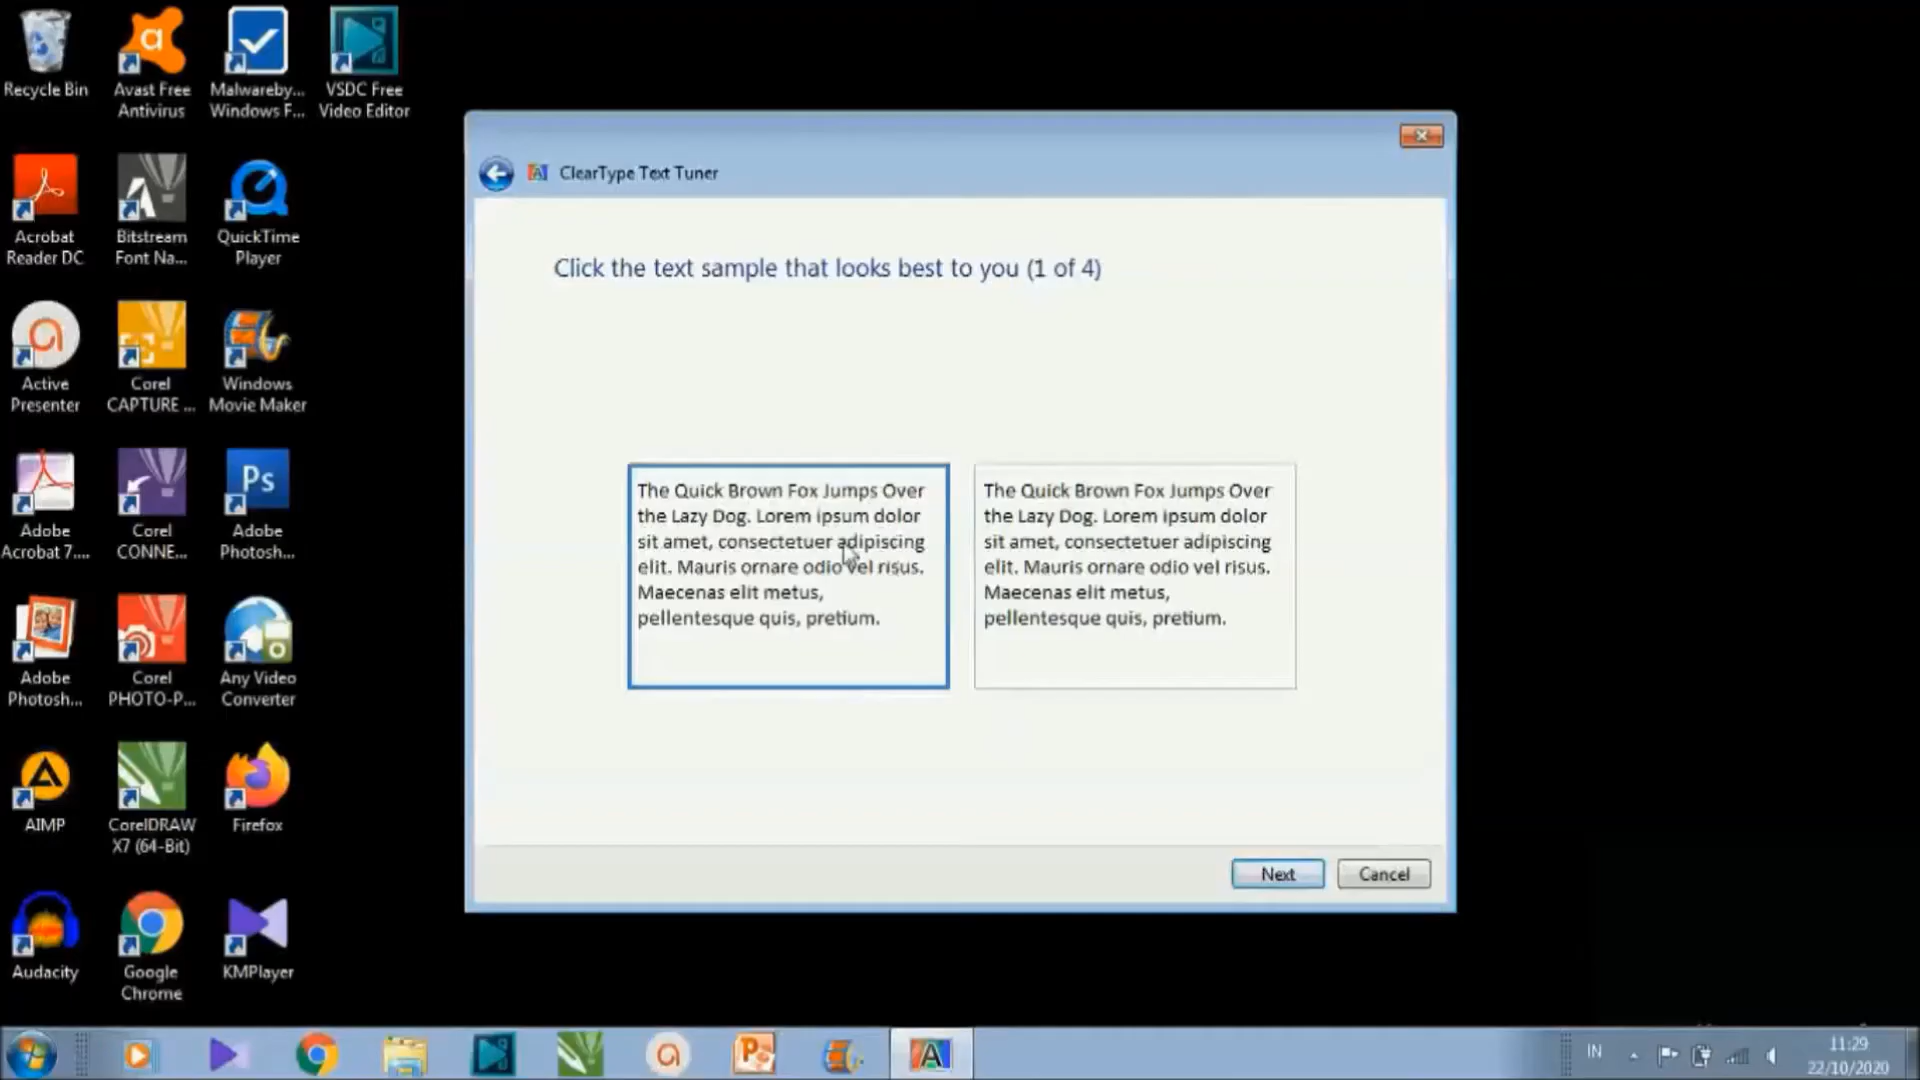 Recycle Bin
Avast Free
Antivirus
Malwareby...
Windows F...
VSDC Free
Video Editor
Acrobat
Reader DC
Bitstream
Font Na...
QuickTime
Player
Active
Presenter
Corel
CAPTURE ...
Windows
Movie Maker
Adobe
Acrobat 7....
Corel
CONNE...
Ps
Adobe
Photosh...
Adobe
Photosh...
Corel
PHOTO-P...
Any Video
Converter
AIMP
CorelDRAW
X7 (64-Bit)
Firefox
Audacity
Google
Chrome
KMPlayer
ClearType Text Tuner
Click the text sample that looks best to you (1 of 4)
The Quick Brown Fox Jumps Over
the Lazy Dog. Lorem ipsum dolor
sit amet, consectetuer adipiscing
elit. Mauris ornare odio vel risus.
Maecenas elit metus,
pellentesque quis, pretium.
The Quick Brown Fox Jumps Over
the Lazy Dog. Lorem ipsum dolor
sit amet, consectetuer adipiscing
elit. Mauris ornare odio vel risus.
Maecenas elit metus,
pellentesque quis, pretium.
Next
Cancel
IN
11:29
22/10/2020